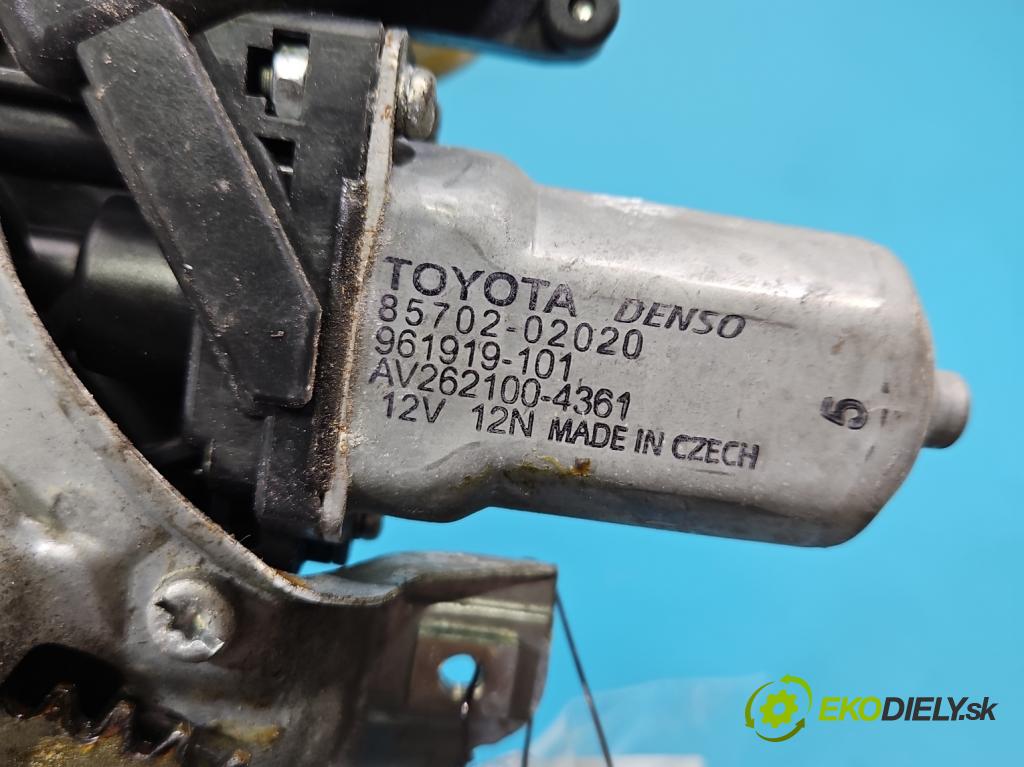 TOYOTA DENSO
85702-02020
961919-101
AV262100-4361
12V 12N MADE IN CZECH
5
EKODIELY.sk